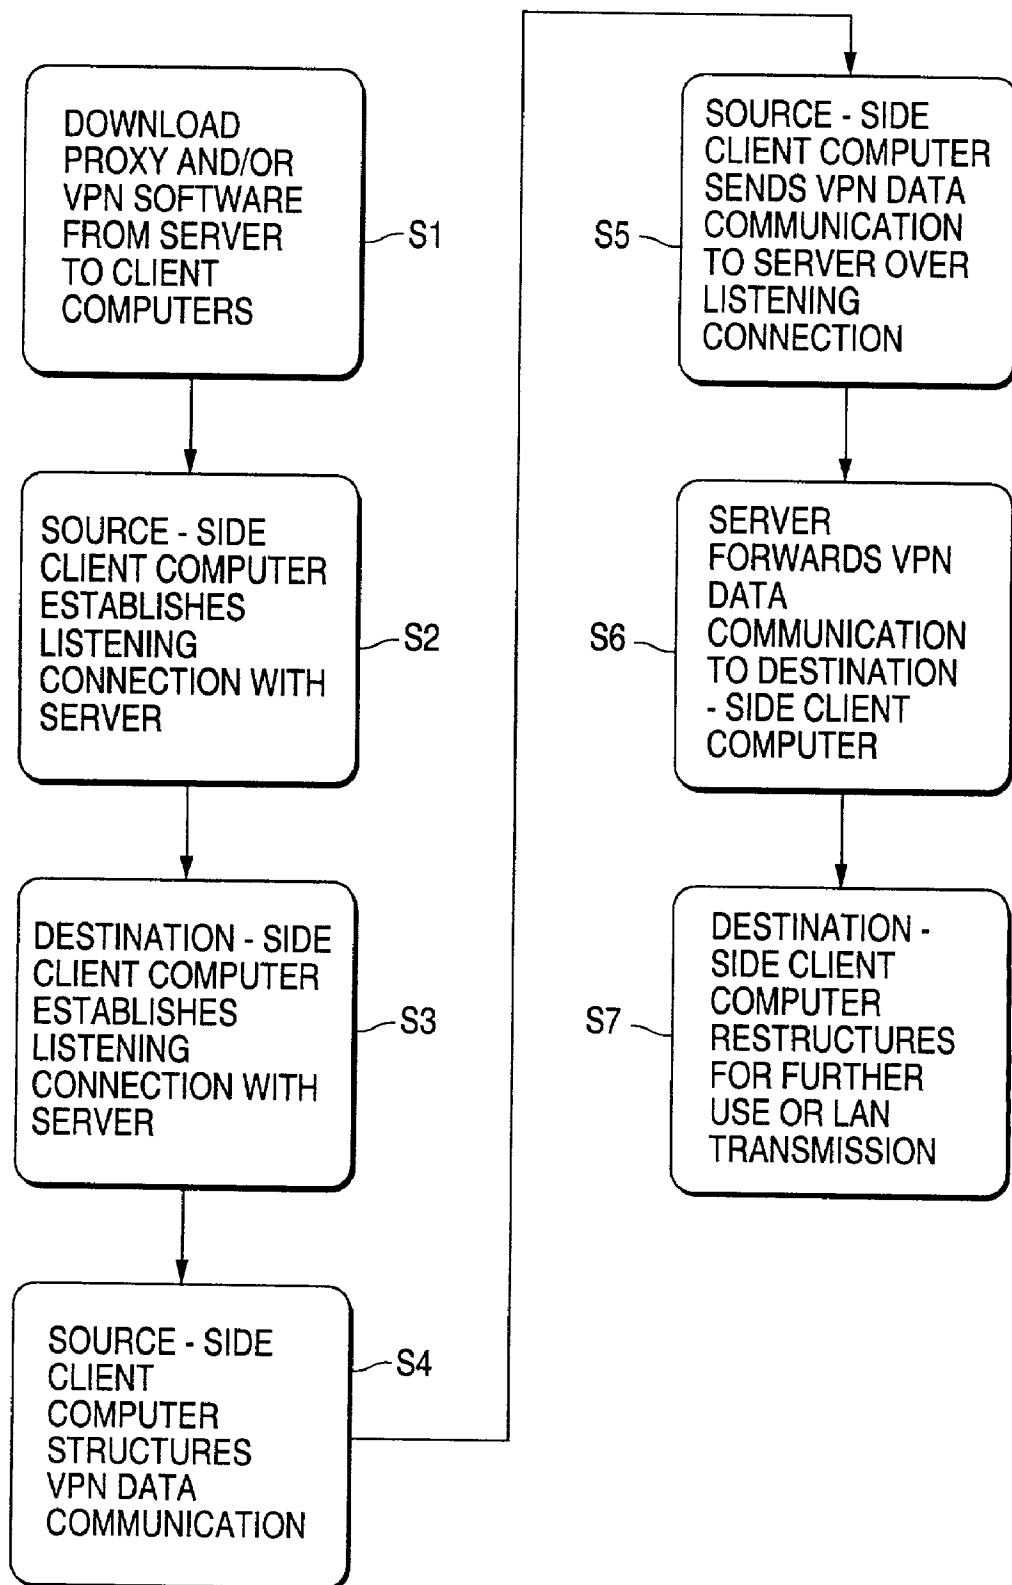 DOWNLOAD
PROXY AND/OR
VPN SOFTWARE
FROM SERVER
TO CLIENT
COMPUTERS
S1
SOURCE - SIDE
CLIENT COMPUTER
ESTABLISHES
LISTENING
CONNECTION WITH
SERVER
S2
DESTINATION - SIDE
CLIENT COMPUTER
ESTABLISHES
LISTENING
CONNECTION WITH
SERVER
S3
SOURCE - SIDE
CLIENT
COMPUTER
STRUCTURES
VPN DATA
COMMUNICATION
S4
SOURCE - SIDE
CLIENT COMPUTER
SENDS VPN DATA
COMMUNICATION
TO SERVER OVER
LISTENING
CONNECTION
S5
SERVER
FORWARDS VPN
DATA
COMMUNICATION
TO DESTINATION
- SIDE CLIENT
COMPUTER
S6
DESTINATION -
SIDE CLIENT
COMPUTER
RESTRUCTURES
FOR FURTHER
USE OR LAN
TRANSMISSION
S7